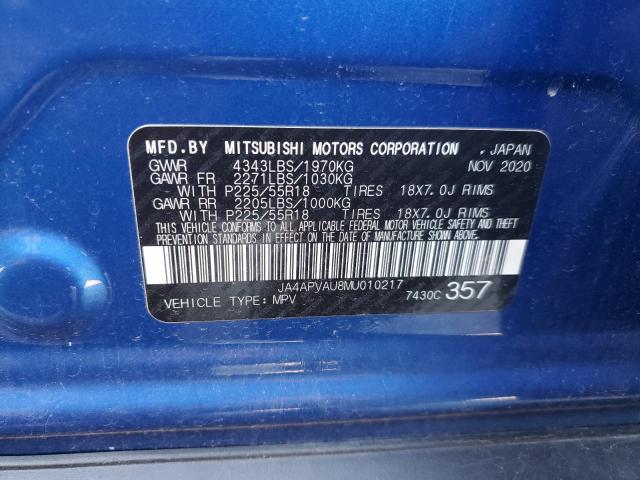 MFD.BY MITSUBISHI MOTORS CORPORATION . JAPAN
GVWR 4343LBS/1970KG NOV 2020
GAWR FR 2271LBS/1030KG
WITH P225/55R18 TIRES 18X7.0J RIMS
GAWR RR 2205LBS/1000KG
WITH P225/55R18 TIRES 18X7.0J RIMS
THIS VEHICLE CONFORMS TO ALL APPLICABLE FEDERAL MOTOR VEHICLE SAFETY AND THEFT
PREVENTION STANDARDS IN EFFECT ON THE DATE OF MANUFACTURE SHOWN ABOVE.
JA4APVAU8MU010217
VEHICLE TYPE: MPV 7430C 357